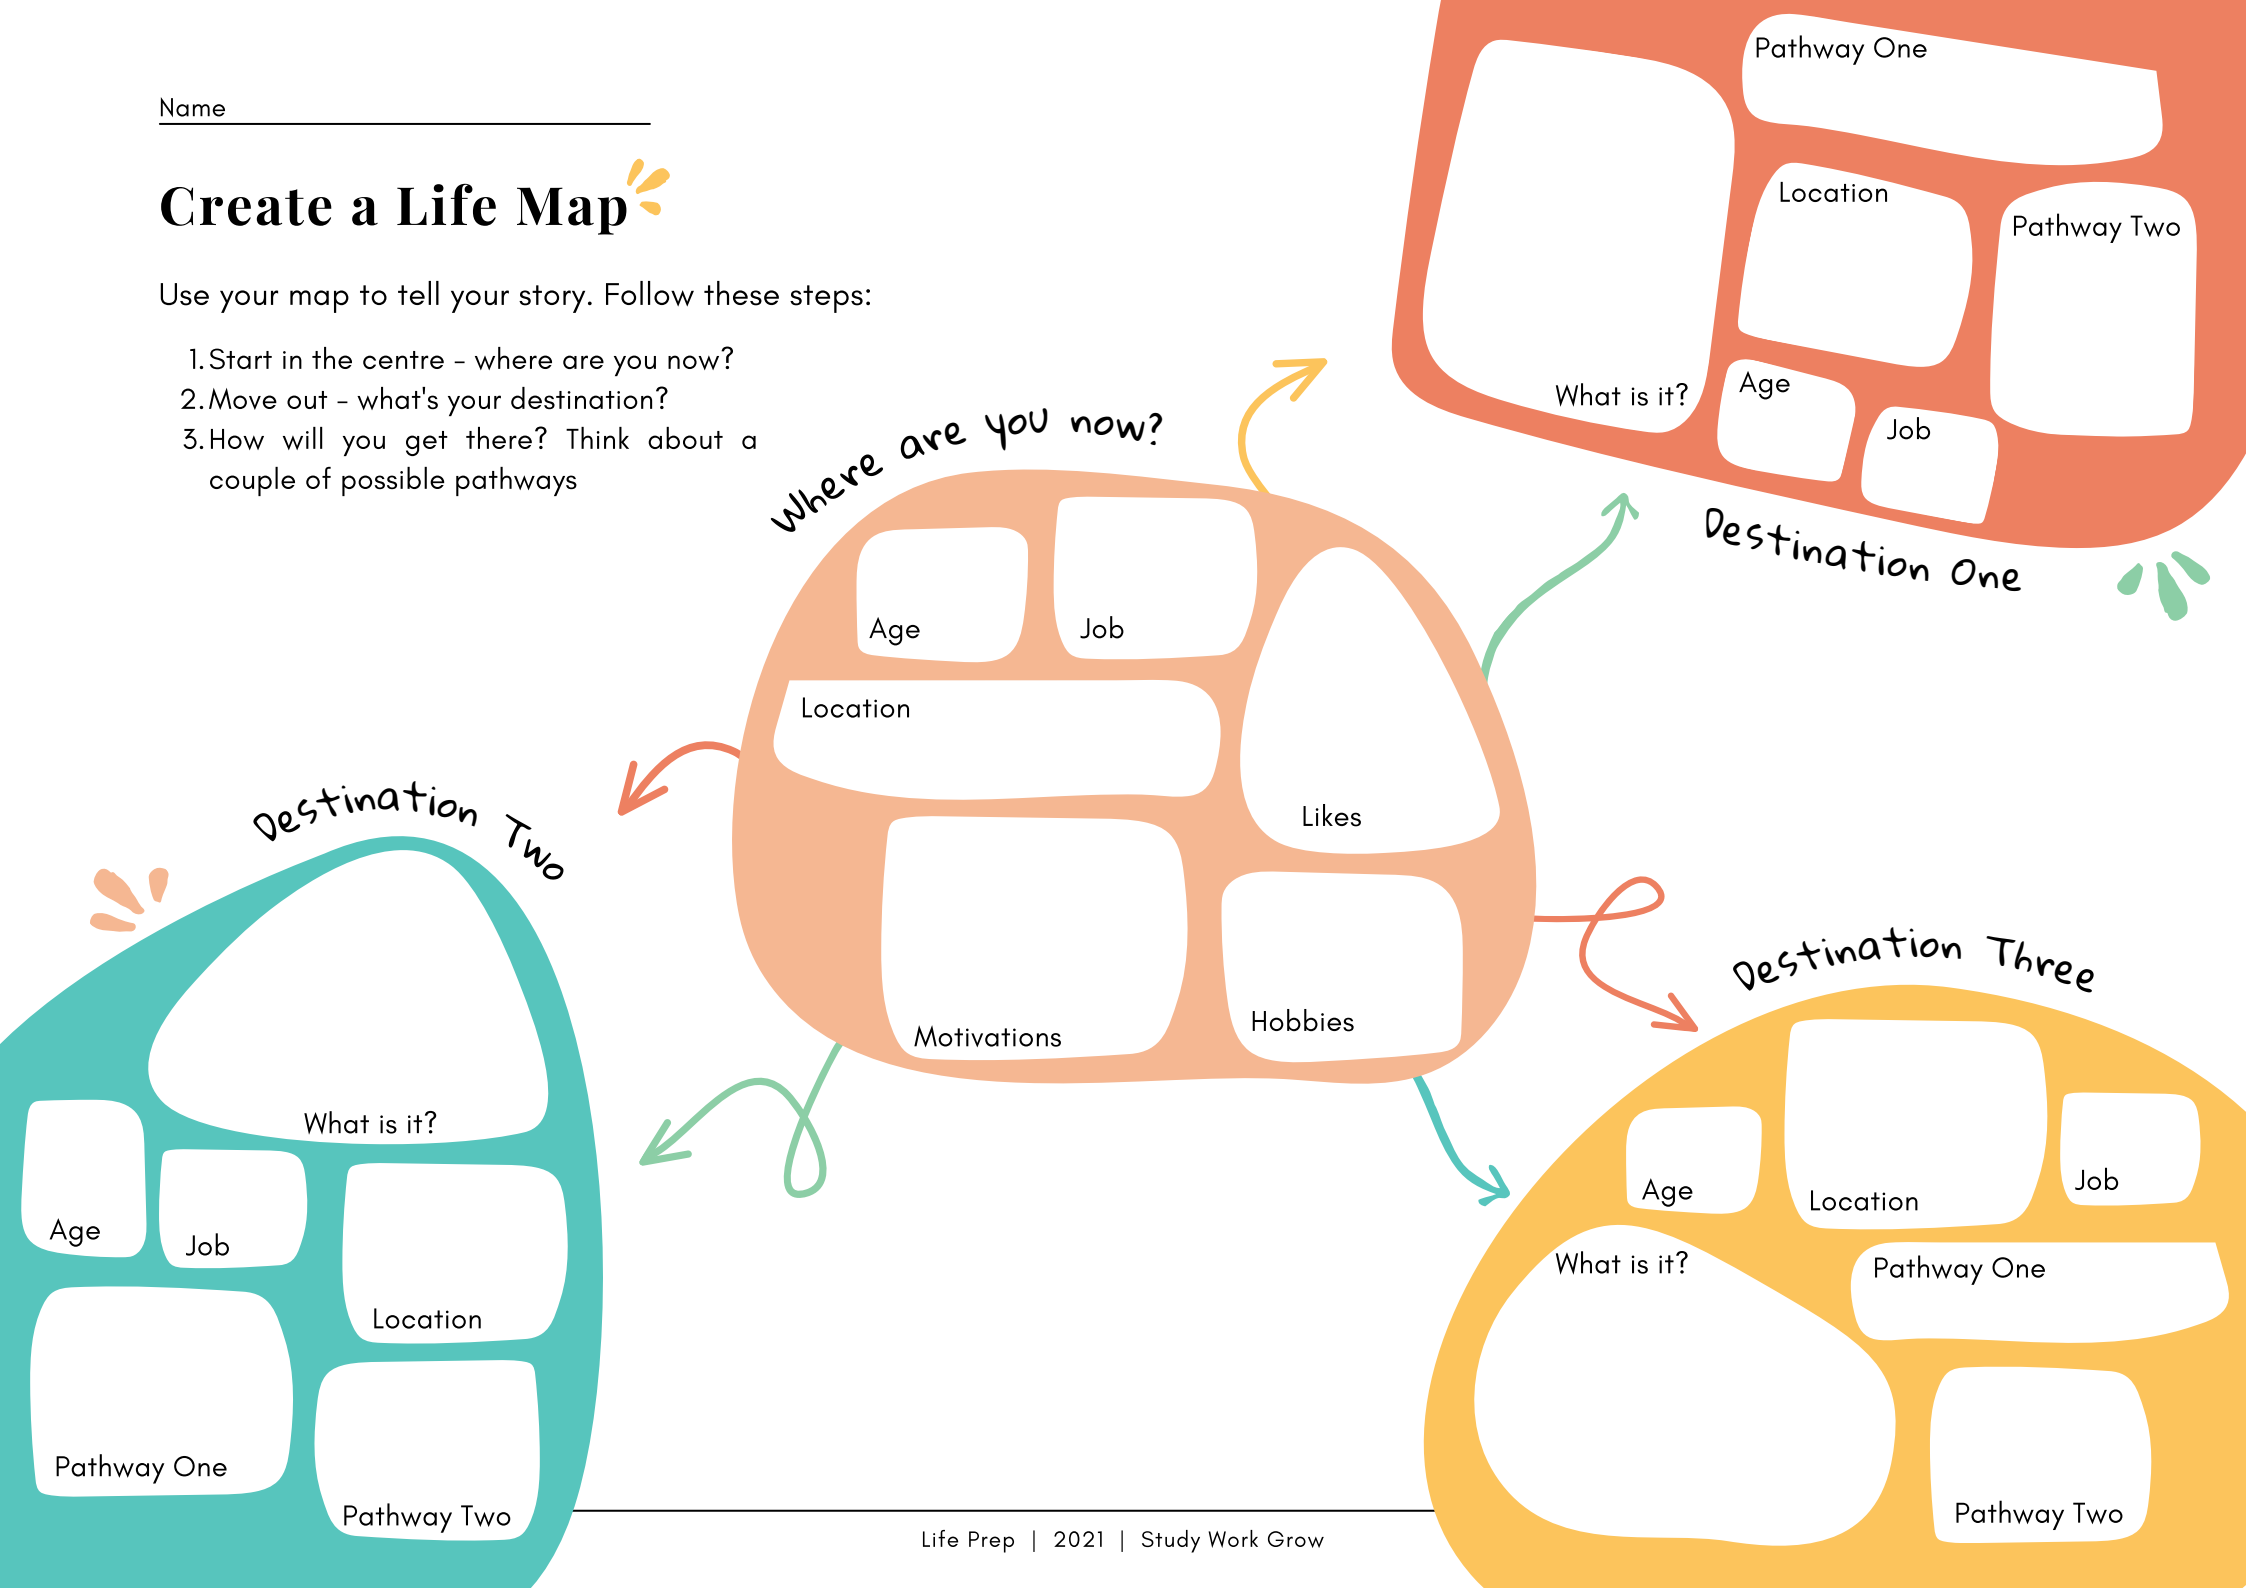 Name
Create a Life Map
Use your map to tell your story. Follow these steps:
1. Start in the centre - where are you now?
2. Move out - what's your destination?
3. How will you get there? Think about a
couple of possible pathways
Pathway One
Location
Pathway Two
What is it?
Age
Job
Destination One
Where are you now?
Age
Job
Location
Likes
Motivations
Hobbies
Destination Two
What is it?
Age
Job
Location
Pathway One
Pathway Two
Destination Three
Age
Location
Job
What is it?
Pathway One
Pathway Two
Life Prep | 2021 | Study Work Grow